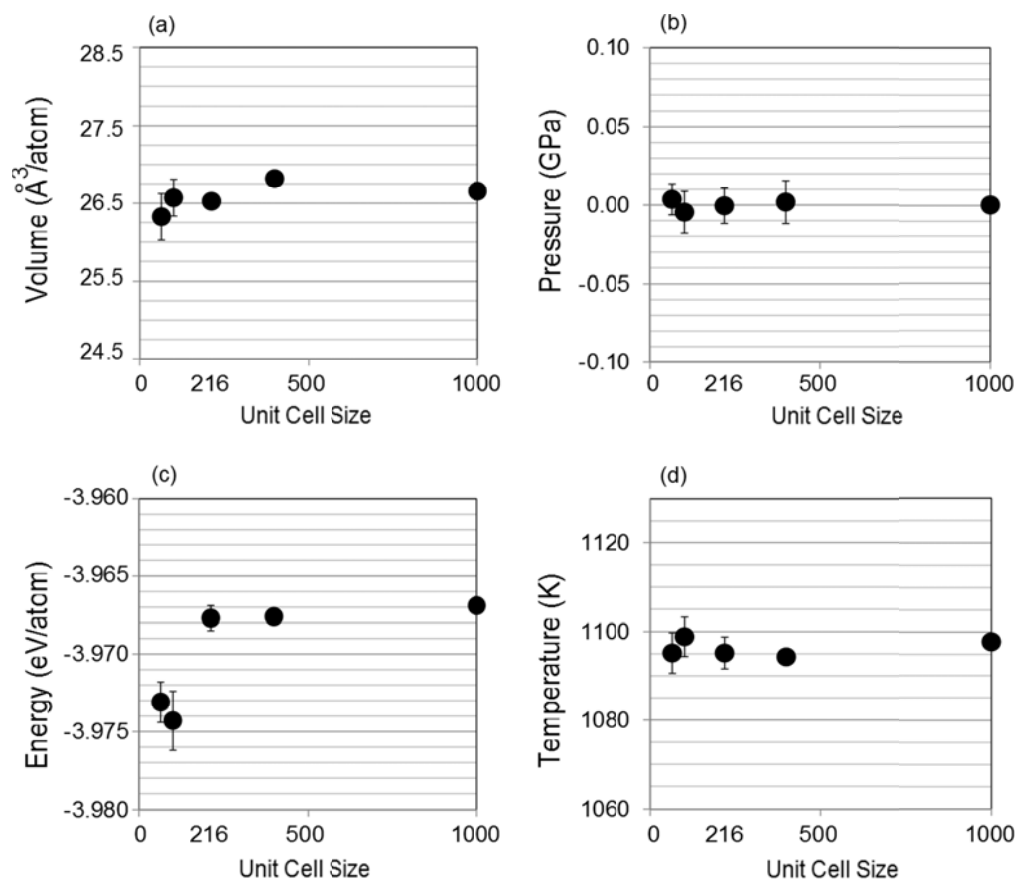 (a)
28.5
27.5
26.5
25.5
24.5
Volume (Å3/atom)
0 216 500 1000
Unit Cell Size
(b)
0.10
0.05
0.00
-0.05
-0.10
Pressure (GPa)
0 216 500 1000
Unit Cell Size
(c)
-3.960
-3.965
-3.970
-3.975
-3.980
Energy (eV/atom)
0 216 500 1000
Unit Cell Size
(d)
1120
1100
1080
1060
Temperature (K)
0 216 500 1000
Unit Cell Size